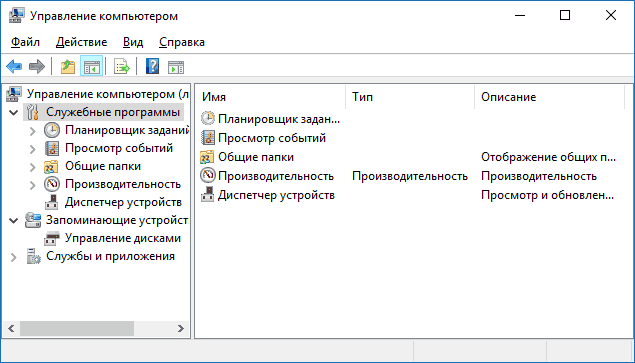 Управление компьютером
Файл Действие Вид Справка
Управление компьютером (л
Служебные программы
Планировщик заданий
Просмотр событий
Общие папки
Производительность
Диспетчер устройств
Запоминающие устройст
Управление дисками
Службы и приложения
Имя Тип Описание
Планировщик задан...
Просмотр событий
Общие папки Отображение общих п...
Производительность Производительность Производительность
Диспетчер устройств Просмотр и обновлен...